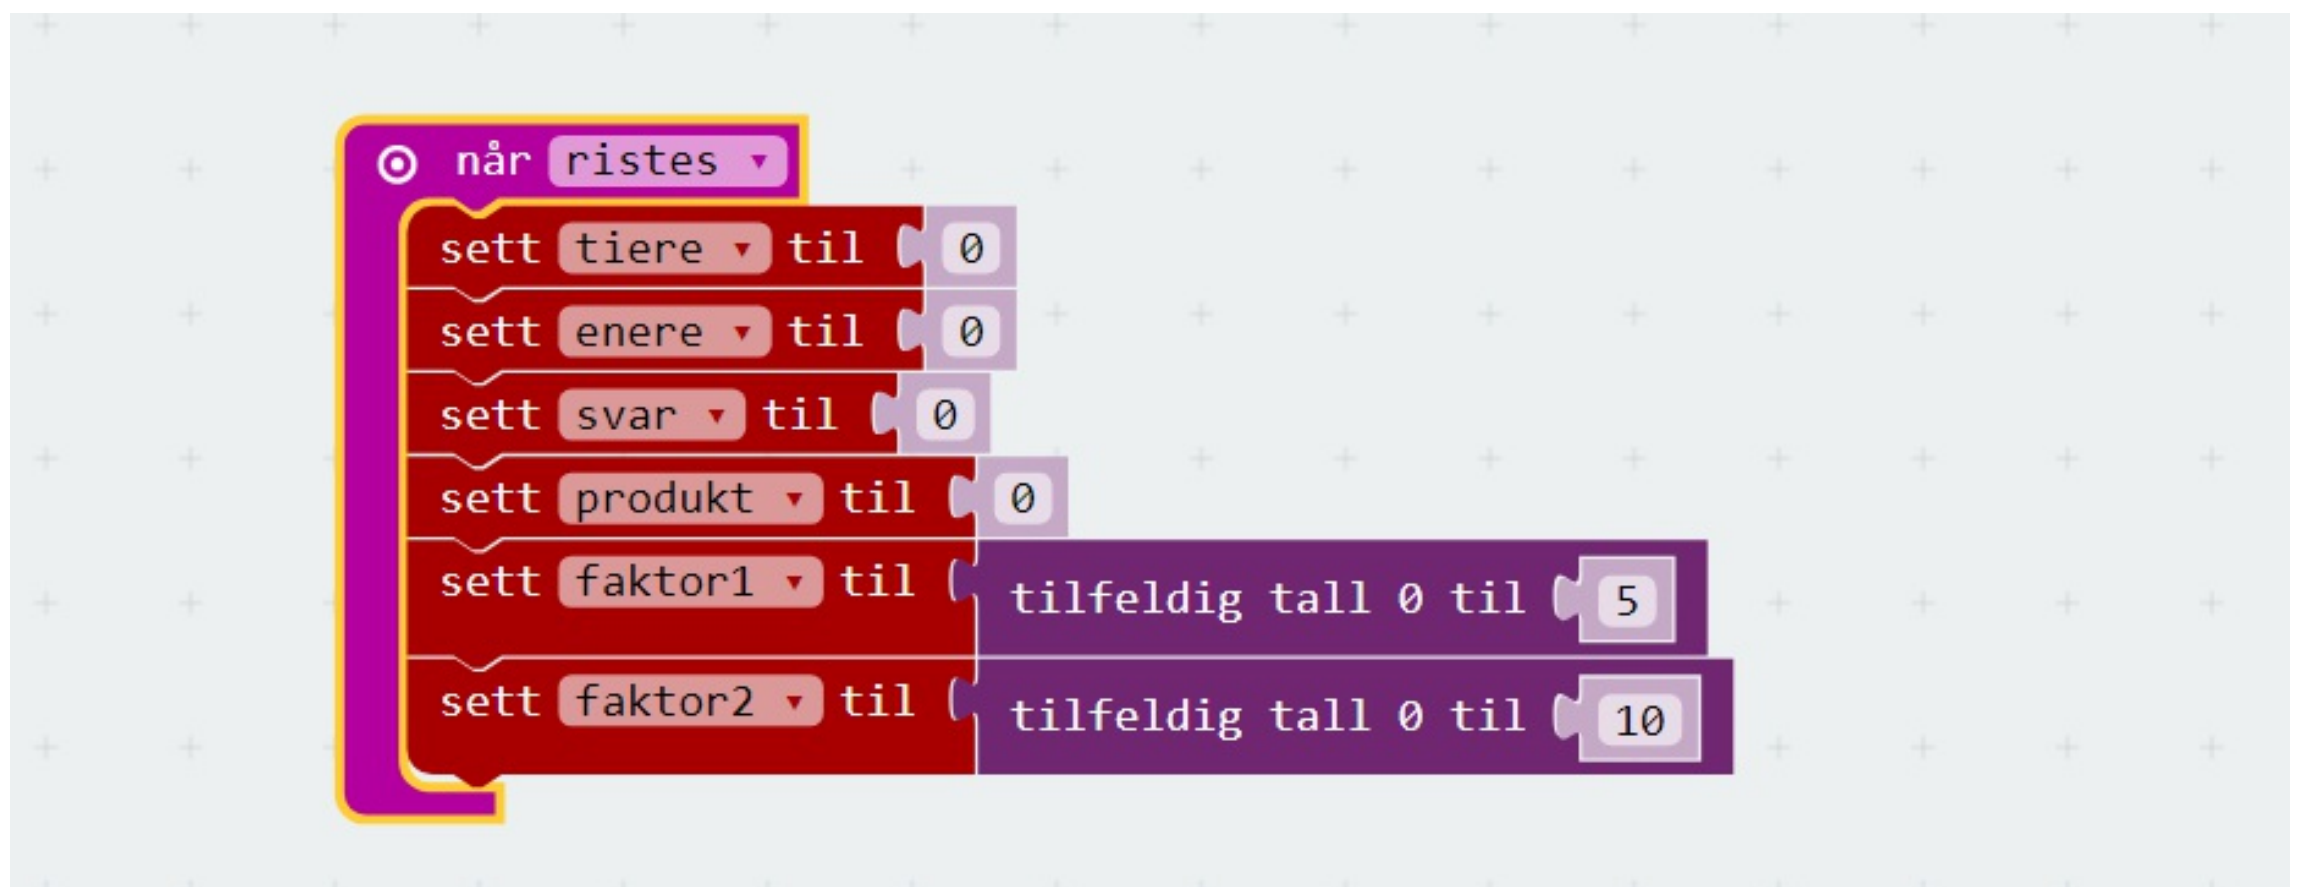 når ristes
sett tiere til 0
sett enere til 0
sett svar til 0
sett produkt til 0
sett faktor1 til tilfeldig tall 0 til 5
sett faktor2 til tilfeldig tall 0 til 10